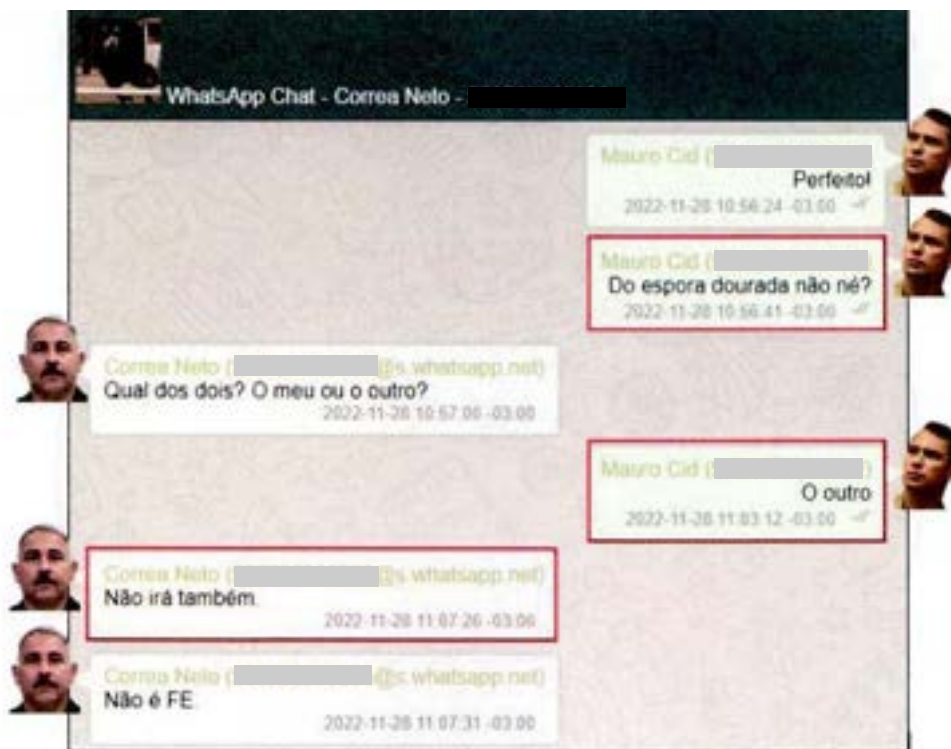 WhatsApp Chat - Correa Neto -
Mauro Cid (
Perfeito!
2022-11-28 10:56:24 -03:00
Mauro Cid (
Do espora dourada não né?
2022-11-28 10:56:41 -03:00
Correa Neto ( @s.whatsapp.net)
Qual dos dois? O meu ou o outro?
2022-11-28 10:57:00 -03:00
Mauro Cid ( )
O outro
2022-11-28 11:03:12 -03:00
Correa Neto ( @s.whatsapp.net)
Não irá também.
2022-11-28 11:07:26 -03:00
Correa Neto ( @s.whatsapp.net)
Não é FE.
2022-11-28 11:07:31 -03:00